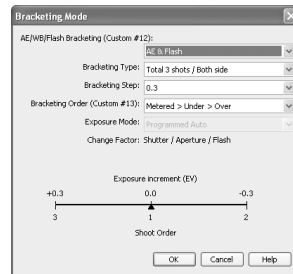 Bracketing Mode
AE/WB/Flash Bracketing (Custom #12):
AE & Flash
Bracketing Type: Total 3 shots / Both side
Bracketing Step: 0.3
Bracketing Order (Custom #13): Metered > Under > Over
Exposure Mode: Programmed Auto
Change Factor: Shutter / Aperture / Flash
Exposure increment (EV)
+0.3 0.0 -0.3
3 1 2
Shoot Order
OK Cancel Help